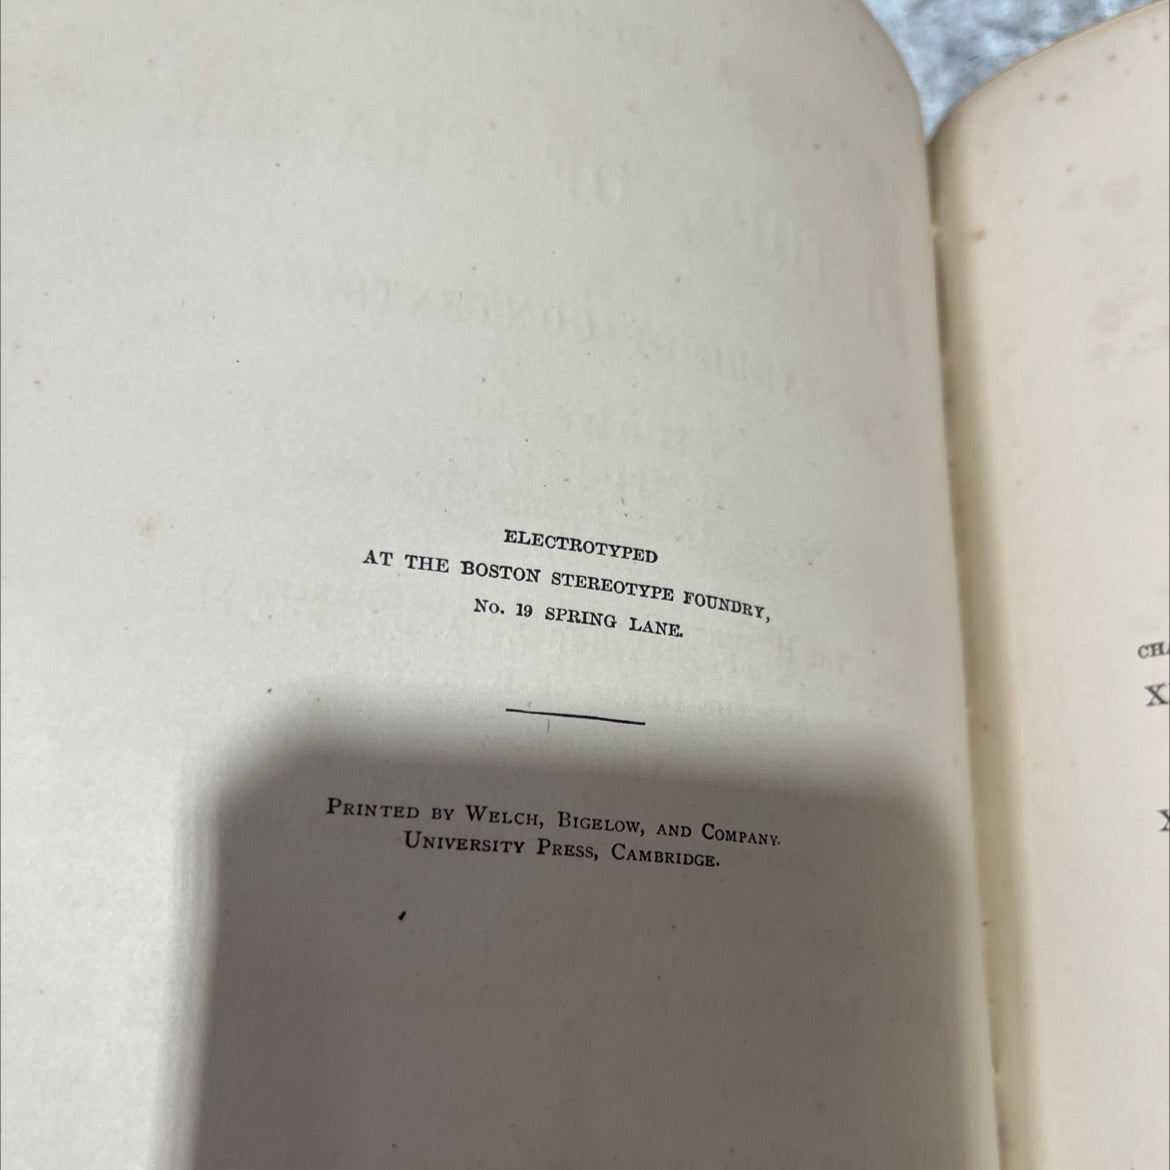 ELECTROTYPED
AT THE BOSTON STEREOTYPE FOUNDRY,
No. 19 SPRING LANE.
PRINTED BY WELCH, BIGELOW, AND COMPANY.
UNIVERSITY PRESS, CAMBRIDGE.